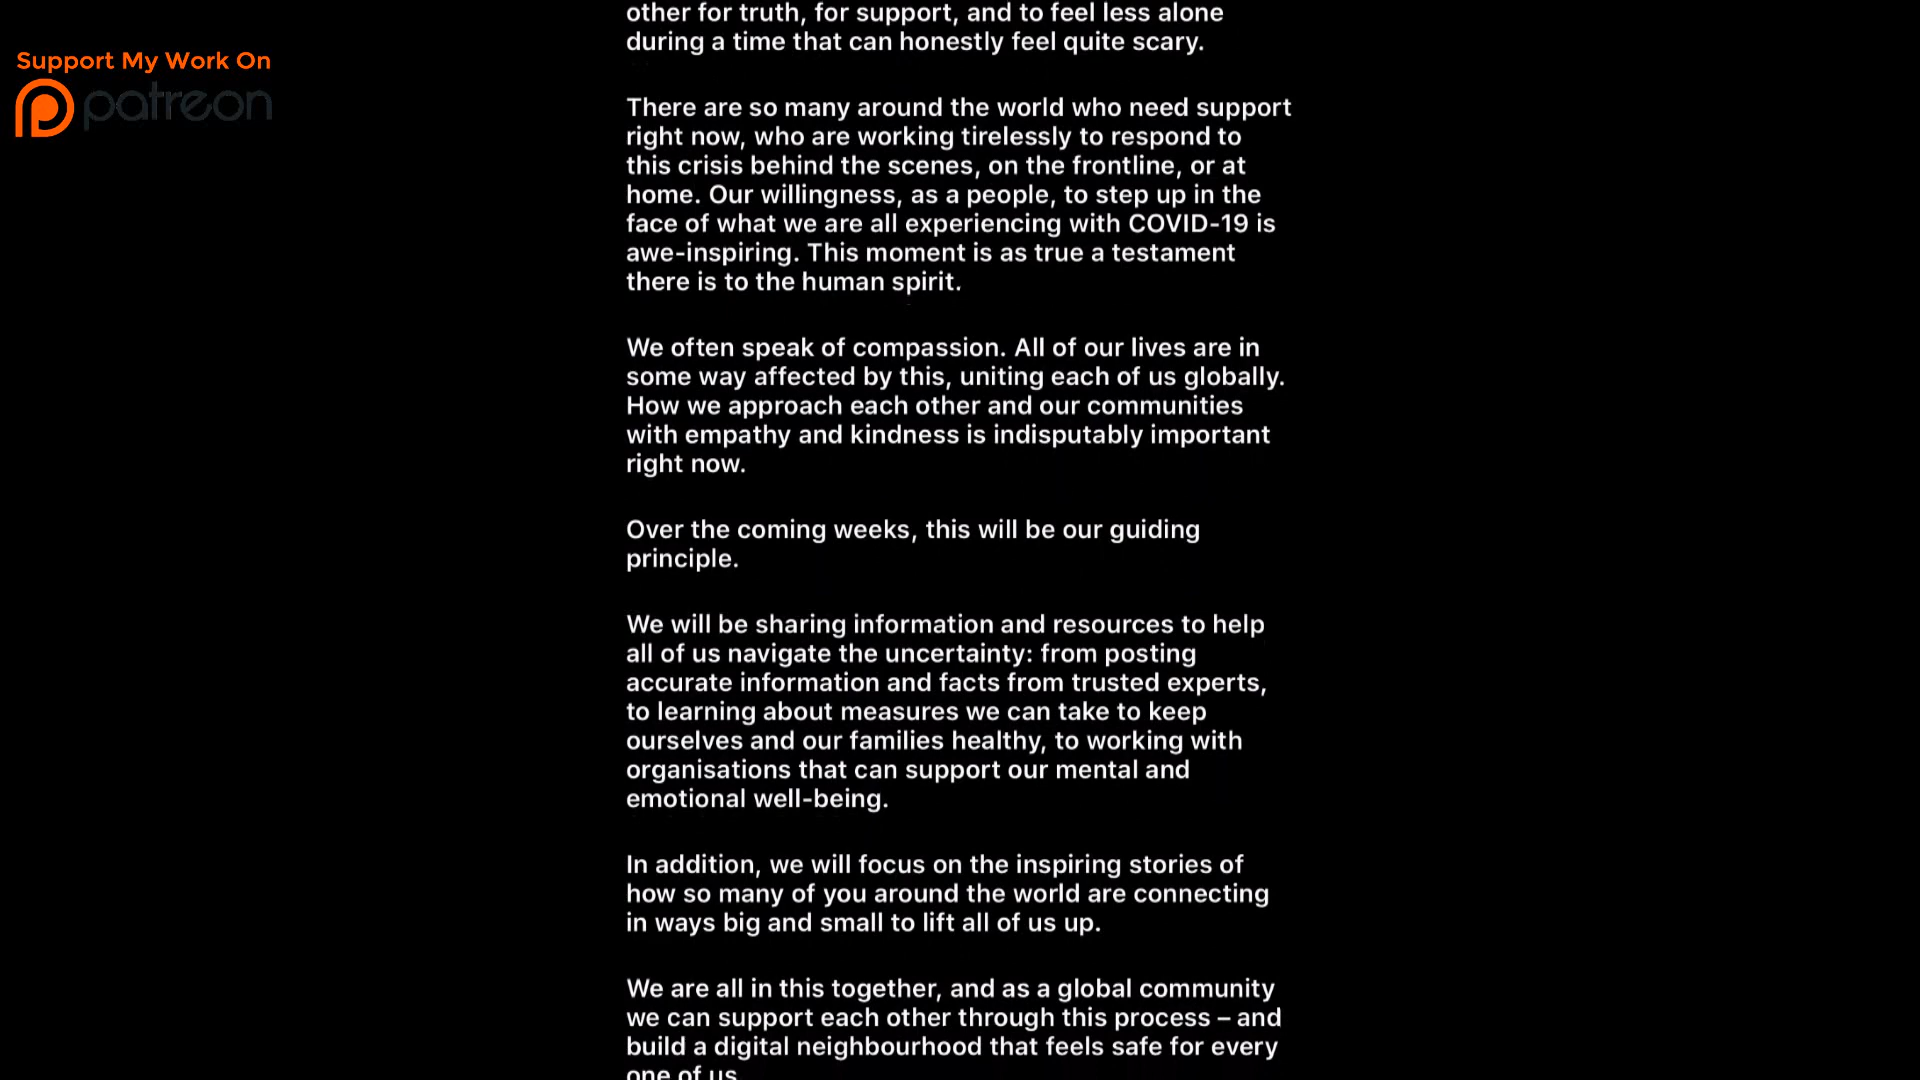 Support My Work On
patreon
other for truth, for support, and to feel less alone
during a time that can honestly feel quite scary.
There are so many around the world who need support
right now, who are working tirelessly to respond to
this crisis behind the scenes, on the frontline, or at
home. Our willingness, as a people, to step up in the
face of what we are all experiencing with COVID-19 is
awe-inspiring. This moment is as true a testament
there is to the human spirit.
We often speak of compassion. All of our lives are in
some way affected by this, uniting each of us globally.
How we approach each other and our communities
with empathy and kindness is indisputably important
right now.
Over the coming weeks, this will be our guiding
principle.
We will be sharing information and resources to help
all of us navigate the uncertainty: from posting
accurate information and facts from trusted experts,
to learning about measures we can take to keep
ourselves and our families healthy, to working with
organisations that can support our mental and
emotional well-being.
In addition, we will focus on the inspiring stories of
how so many of you around the world are connecting
in ways big and small to lift all of us up.
We are all in this together, and as a global community
we can support each other through this process – and
build a digital neighbourhood that feels safe for every
one of us.